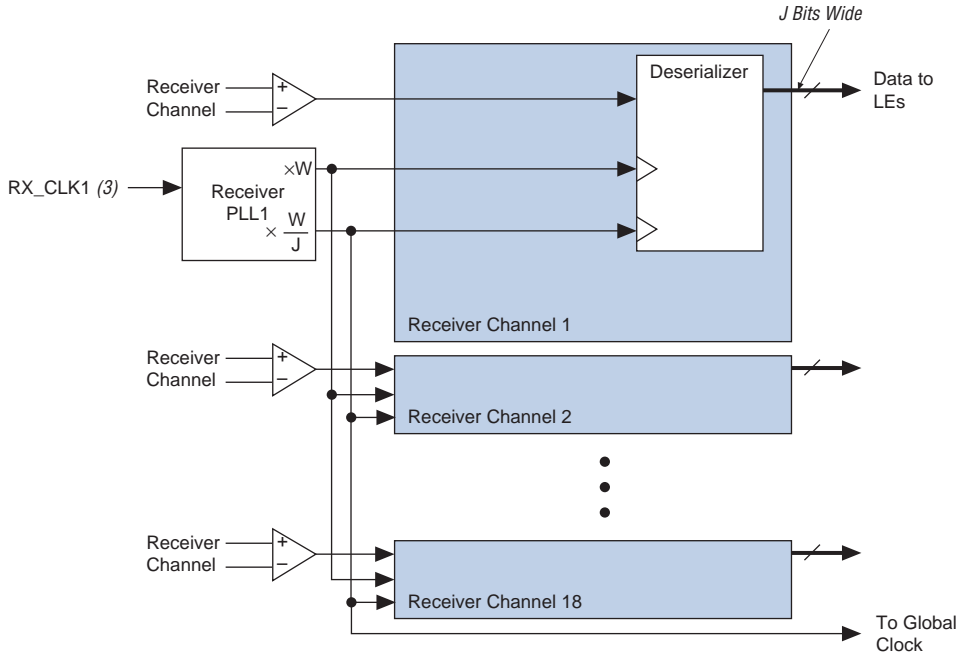 J Bits Wide
Receiver
Channel
+
−
Deserializer
Data to
LEs
RX_CLK1 (3)
×W
Receiver
PLL1
× W
J
Receiver Channel 1
Receiver
Channel
+
−
Receiver Channel 2
Receiver
Channel
+
−
Receiver Channel 18
To Global
Clock